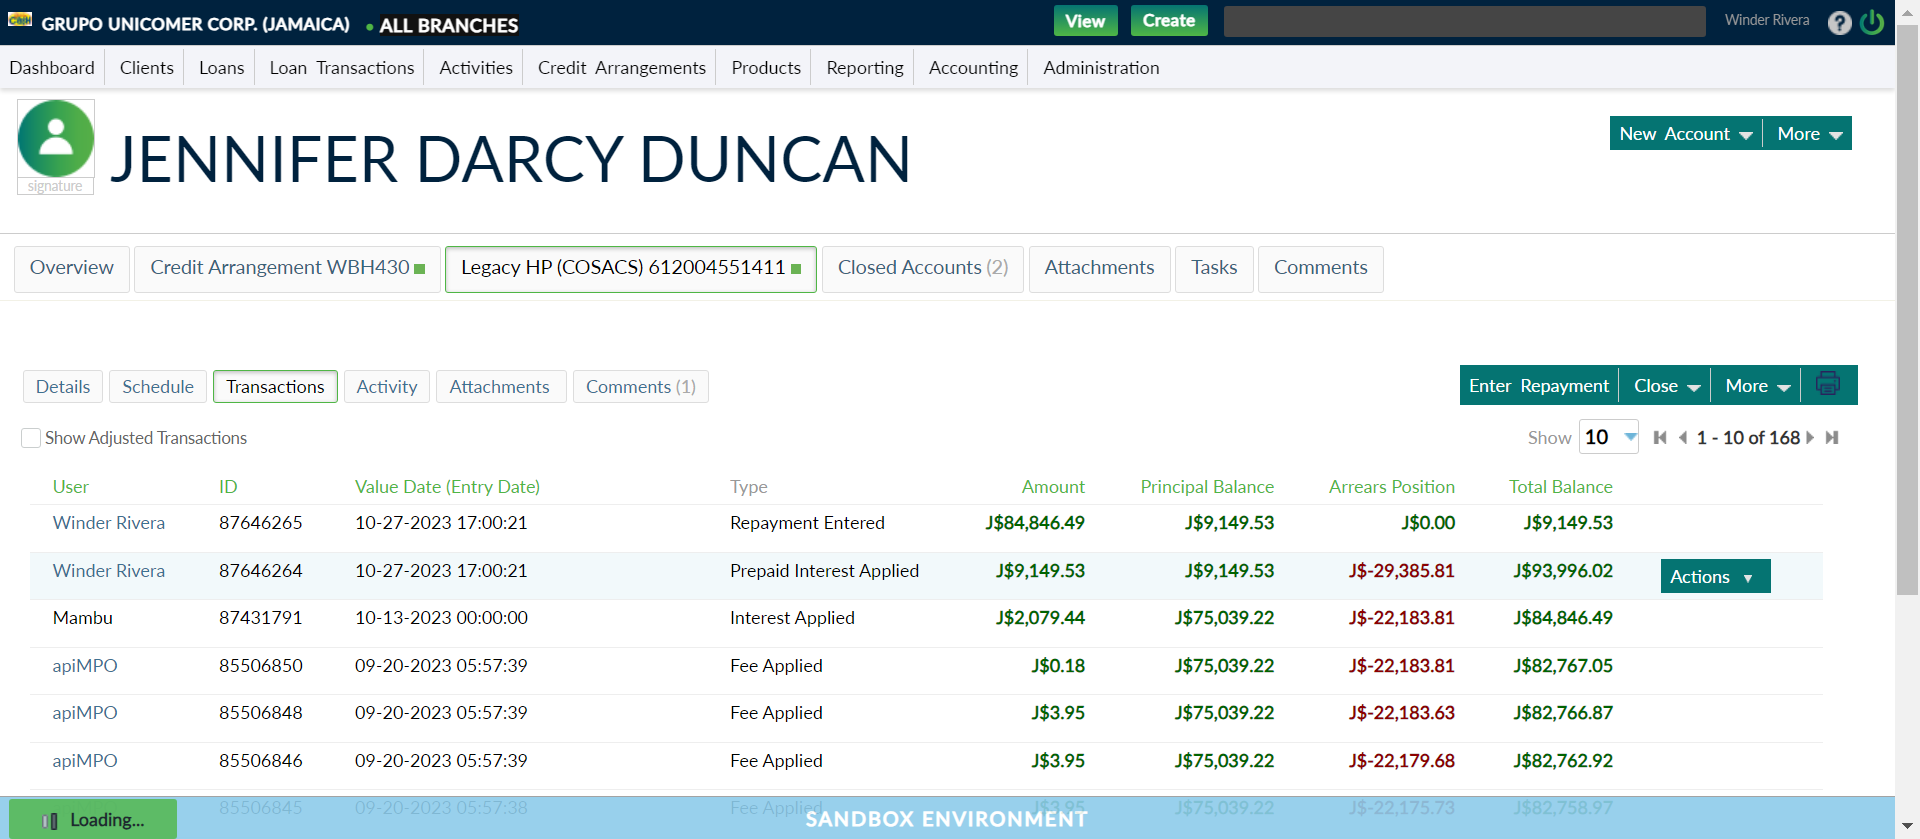 Cash GRUPO UNICOMER CORP. (JAMAICA) • ALL BRANCHES View Create Winder Rivera ?
Dashboard Clients Loans Loan Transactions Activities Credit Arrangements Products Reporting Accounting Administration
JENNIFER DARCY DUNCAN New Account More
signature
Overview Credit Arrangement WBH430 Legacy HP (COSACS) 612004551411 Closed Accounts (2) Attachments Tasks Comments
Details Schedule Transactions Activity Attachments Comments (1) Enter Repayment Close More
Show Adjusted Transactions Show 10 1 - 10 of 168
User ID Value Date (Entry Date) Type Amount Principal Balance Arrears Position Total Balance
Winder Rivera 87646265 10-27-2023 17:00:21 Repayment Entered J$84,846.49 J$9,149.53 J$0.00 J$9,149.53
Winder Rivera 87646264 10-27-2023 17:00:21 Prepaid Interest Applied J$9,149.53 J$9,149.53 J$-29,385.81 J$93,996.02 Actions
Mambu 87431791 10-13-2023 00:00:00 Interest Applied J$2,079.44 J$75,039.22 J$-22,183.81 J$84,846.49
apiMPO 85506850 09-20-2023 05:57:39 Fee Applied J$0.18 J$75,039.22 J$-22,183.81 J$82,767.05
apiMPO 85506848 09-20-2023 05:57:39 Fee Applied J$3.95 J$75,039.22 J$-22,183.63 J$82,766.87
apiMPO 85506846 09-20-2023 05:57:39 Fee Applied J$3.95 J$75,039.22 J$-22,179.68 J$82,762.92
85506845 09-20-2023 05:57:38 Fee Applied J$3.95 J$75,039.22 J$-22,175.73 J$82,758.97
Loading... SANDBOX ENVIRONMENT